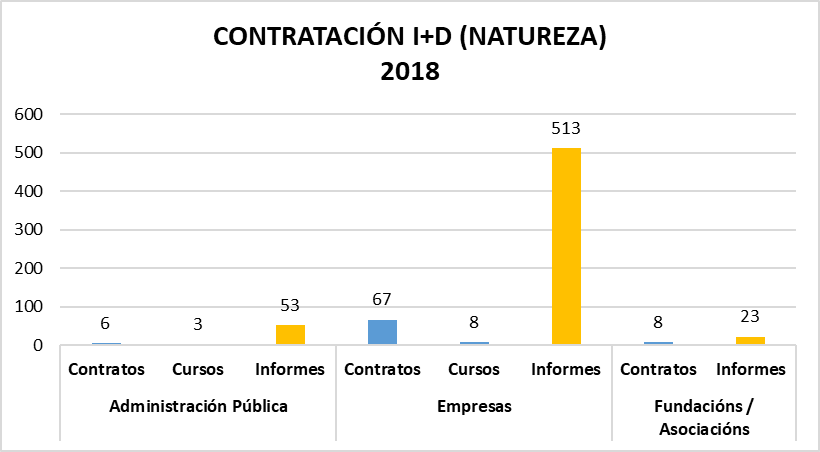 CONTRATACIÓN I+D (NATUREZA)
2018
600
500
400
300
200
100
0
6
3
53
67
8
513
8
23
Contratos
Cursos
Informes
Contratos
Cursos
Informes
Contratos
Informes
Administración Pública
Empresas
Fundacións /
Asociacións